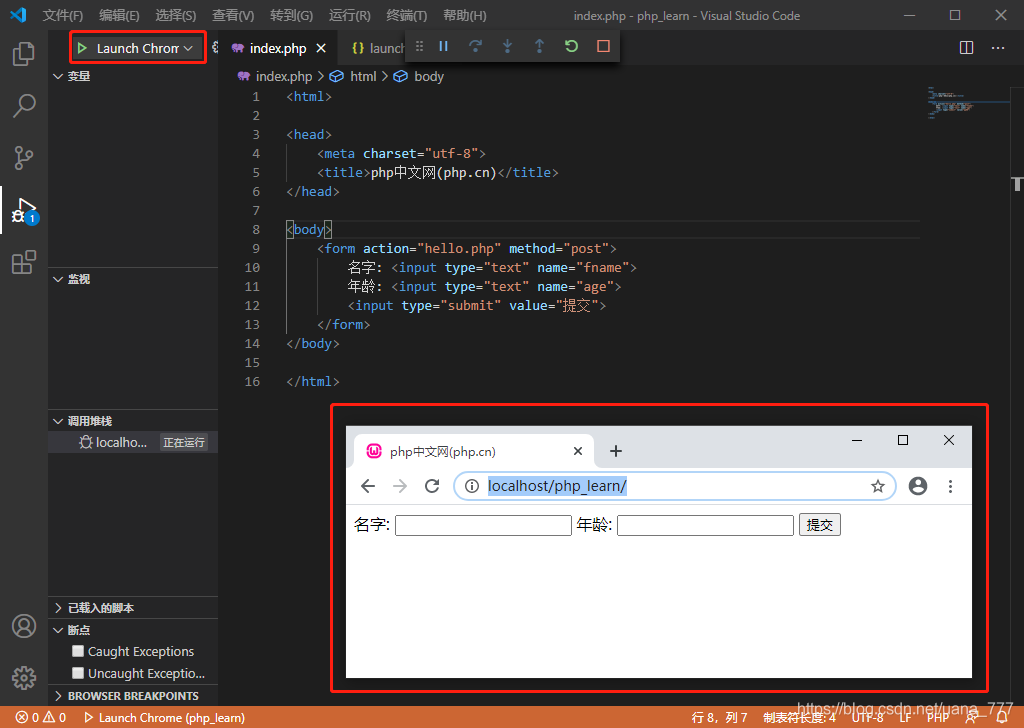 文件(F) 编辑(E) 选择(S) 查看(V) 转到(G) 运行(R) 终端(T) 帮助(H) index.php - php_learn - Visual Studio Code
Launch Chrom
index.php
{} launch
变量
index.php > html > body
1 <html>
2
3 <head>
4 <meta charset="utf-8">
5 <title>php中文网(php.cn)</title>
6 </head>
7
8 <body>
9 <form action="hello.php" method="post">
10 名字: <input type="text" name="fname">
11 年龄: <input type="text" name="age">
12 <input type="submit" value="提交">
13 </form>
14 </body>
15
16 </html>
1
监视
调用堆栈
localho... 正在运行
php中文网(php.cn)
localhost/php_learn/
名字: 年龄: 提交
已载入的脚本
断点
Caught Exceptions
Uncaught Exceptio...
BROWSER BREAKPOINTS
https://blog.csdn.net/yana_777
0 0 Launch Chrome (php_learn) 行 8，列 7 制表符长度: 4 UTF-8 LF PHP